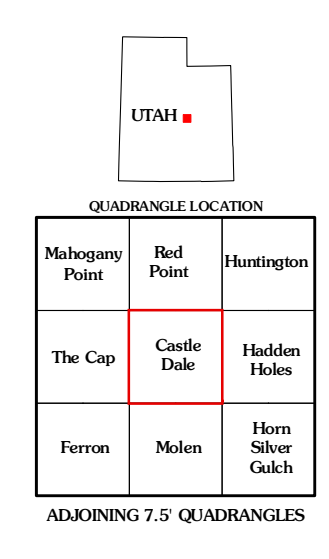 UTAH
QUADRANGLE LOCATION
Mahogany
Point
Red
Point
Huntington
The Cap
Castle
Dale
Hadden
Holes
Ferron
Molen
Horn
Silver
Gulch
ADJOINING 7.5' QUADRANGLES